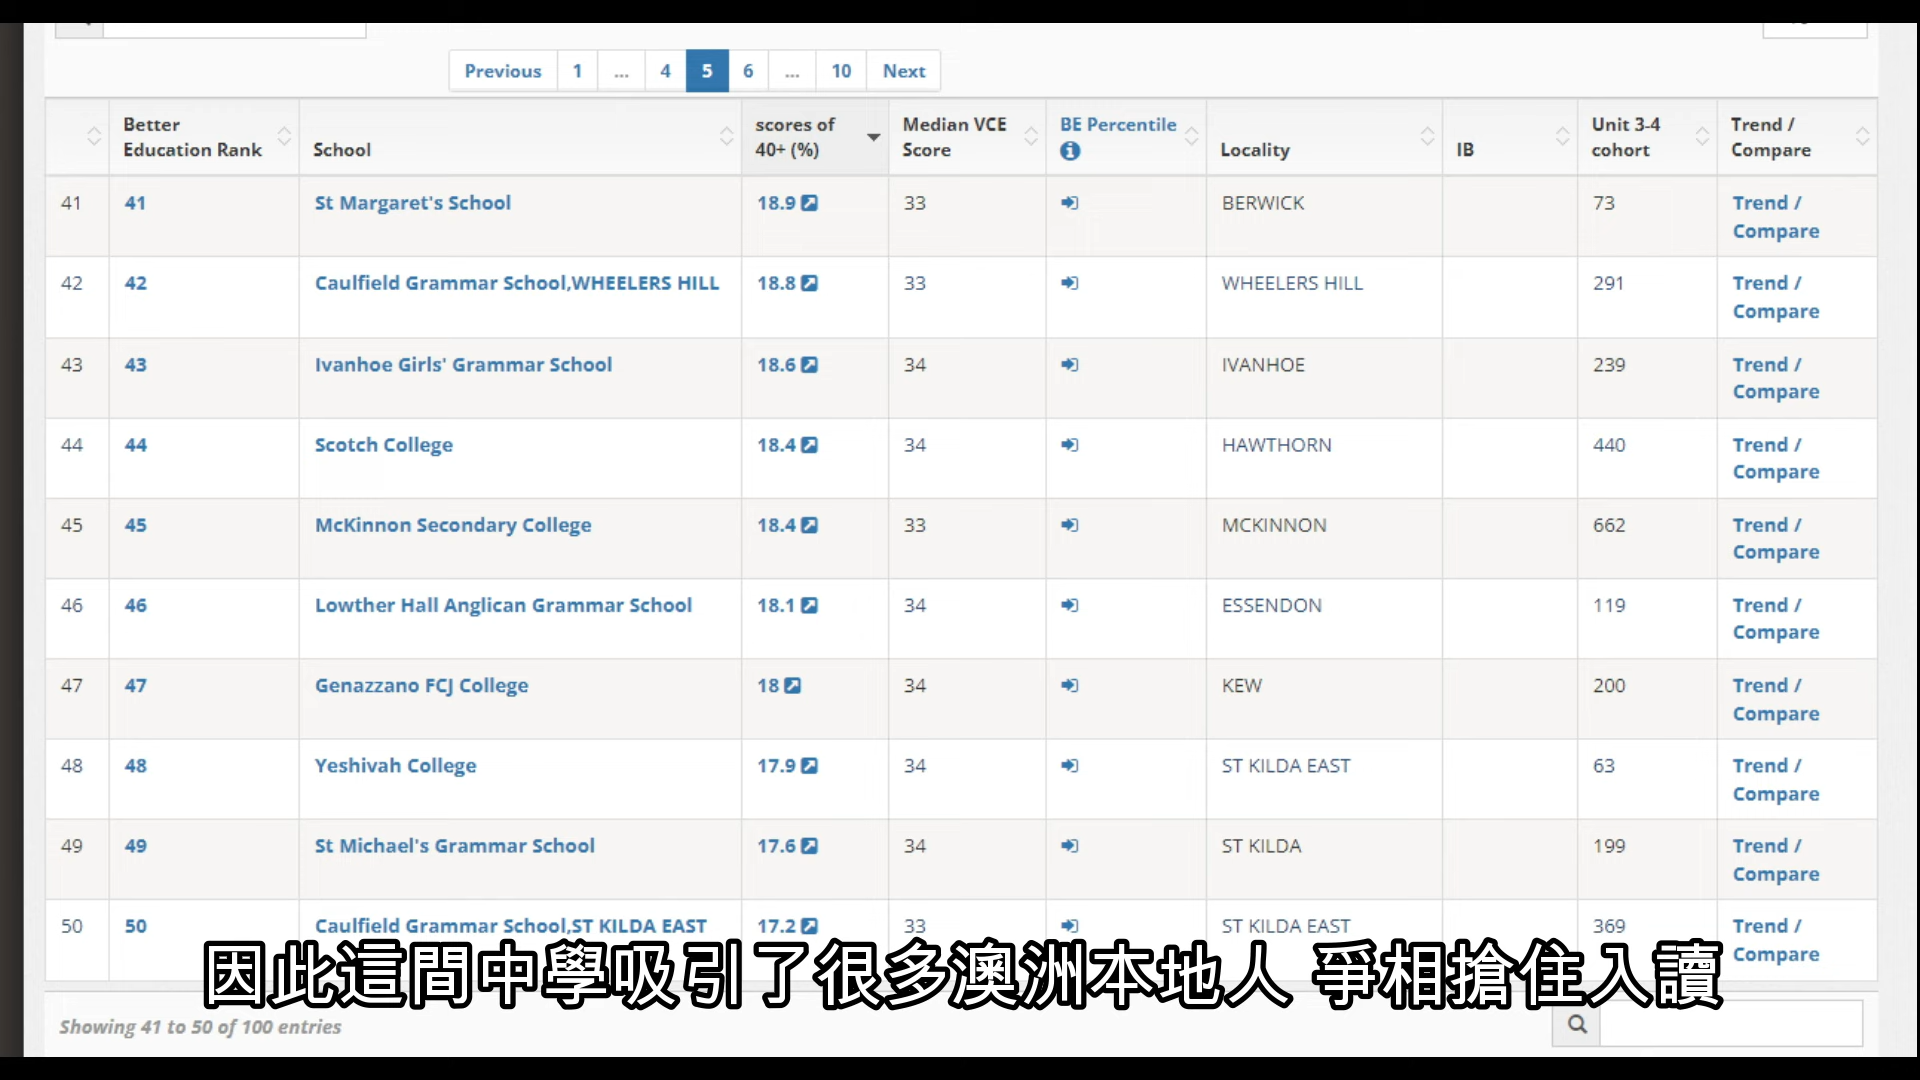 Previous 1 ... 4 5 6 ... 10 Next
Better Education Rank School scores of 40+ (%) Median VCE Score BE Percentile Locality IB Unit 3-4 cohort Trend / Compare
41 41 St Margaret's School 18.9 33 BERWICK 73 Trend / Compare
42 42 Caulfield Grammar School,WHEELERS HILL 18.8 33 WHEELERS HILL 291 Trend / Compare
43 43 Ivanhoe Girls' Grammar School 18.6 34 IVANHOE 239 Trend / Compare
44 44 Scotch College 18.4 34 HAWTHORN 440 Trend / Compare
45 45 McKinnon Secondary College 18.4 33 MCKINNON 662 Trend / Compare
46 46 Lowther Hall Anglican Grammar School 18.1 34 ESSENDON 119 Trend / Compare
47 47 Genazzano FCJ College 18 34 KEW 200 Trend / Compare
48 48 Yeshivah College 17.9 34 ST KILDA EAST 63 Trend / Compare
49 49 St Michael's Grammar School 17.6 34 ST KILDA 199 Trend / Compare
50 50 Caulfield Grammar School,ST KILDA EAST 17.2 33 ST KILDA EAST 369 Trend / Compare
因此這間中學吸引了很多澳洲本地人 爭相搶住入讀
Showing 41 to 50 of 100 entries